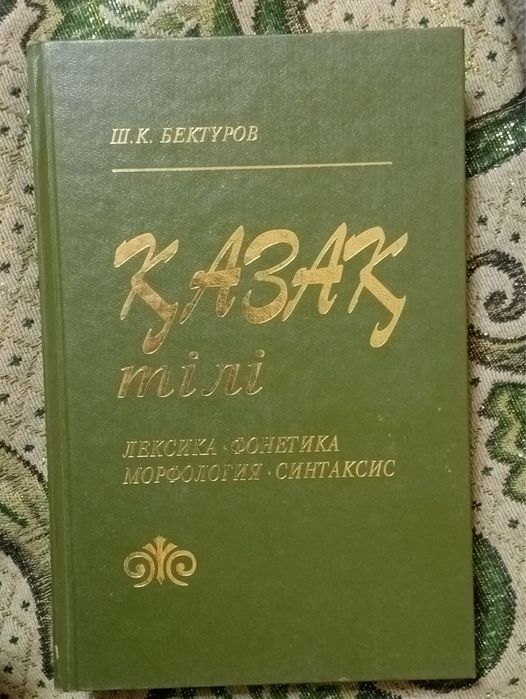 Ш.К. БЕКТҰРОВ
ҚАЗАҚ
тілі
ЛЕКСИКА · ФОНЕТИКА
МОРФОЛОГИЯ · СИНТАКСИС